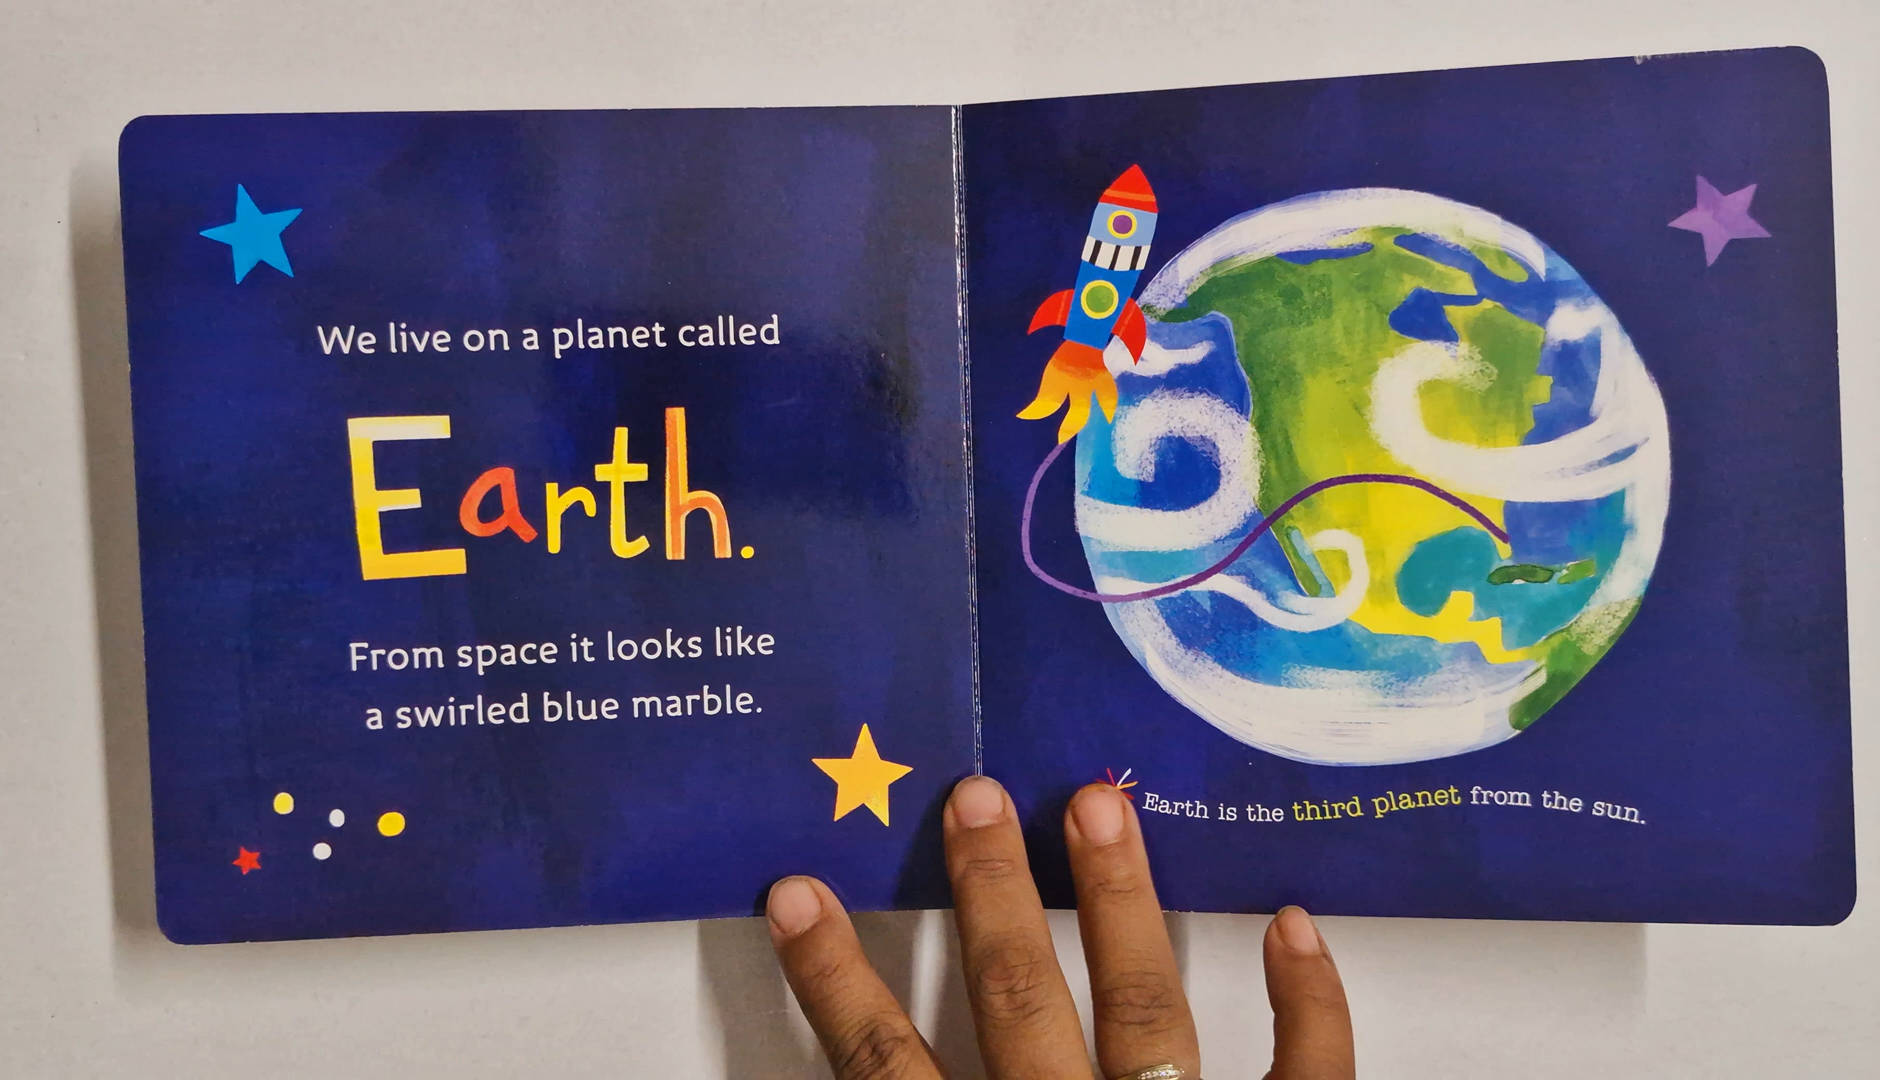 We live on a planet called
Earth.
From space it looks like
a swirled blue marble.
Earth is the third planet from the sun.